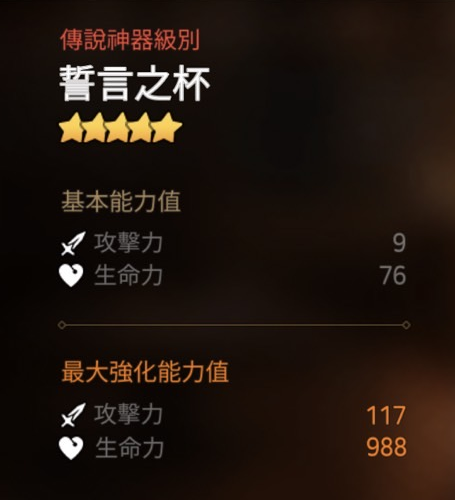 傳說神器級別
誓言之杯
基本能力值
攻擊力 9
生命力 76
最大強化能力值
攻擊力 117
生命力 988